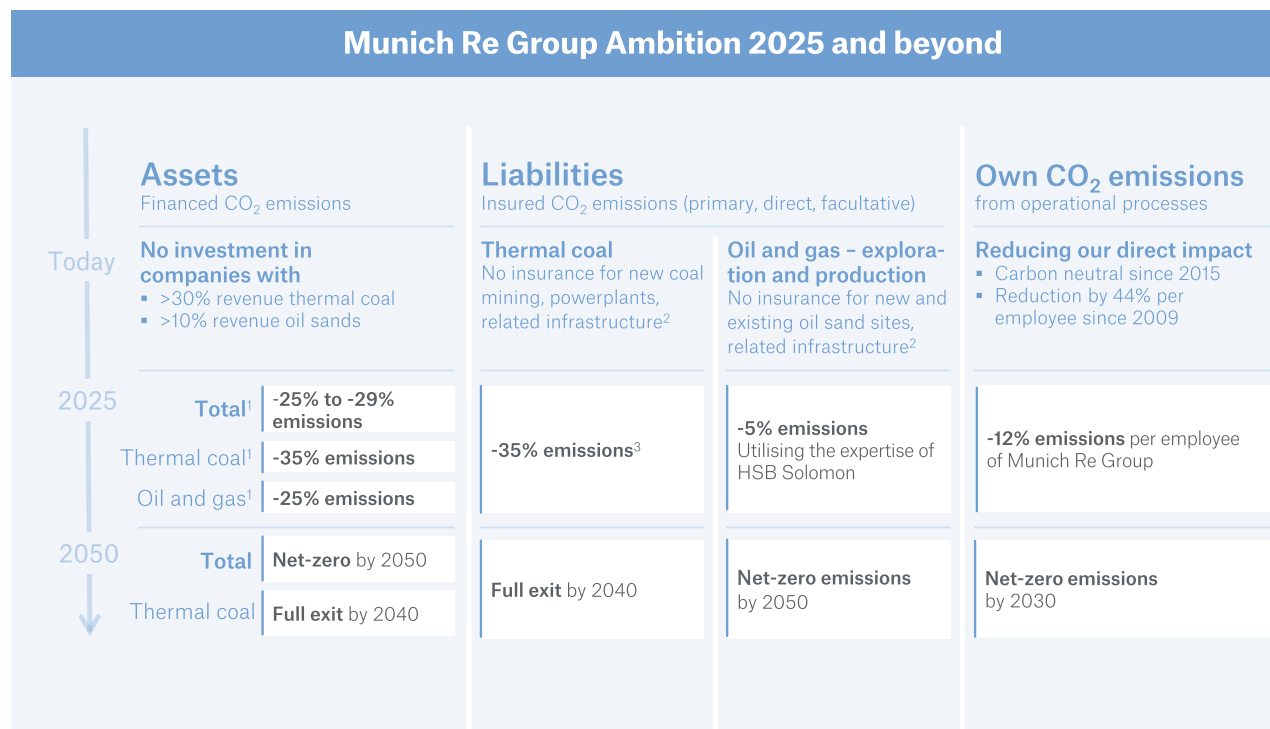 Munich Re Group Ambition 2025 and beyond
Assets
Financed CO₂ emissions
Liabilities
Insured CO₂ emissions (primary, direct, facultative)
Own CO₂ emissions
from operational processes
Today
No investment in
companies with
▪ >30% revenue thermal coal
▪ >10% revenue oil sands
Thermal coal
No insurance for new coal
mining, powerplants,
related infrastructure²
Oil and gas – explora-
tion and production
No insurance for new and
existing oil sand sites,
related infrastructure²
Reducing our direct impact
▪ Carbon neutral since 2015
▪ Reduction by 44% per
employee since 2009
2025
Total¹
-25% to -29%
emissions
Thermal coal¹
-35% emissions
Oil and gas¹
-25% emissions
-35% emissions³
-5% emissions
Utilising the expertise of
HSB Solomon
-12% emissions per employee
of Munich Re Group
2050
Total
Net-zero by 2050
Thermal coal
Full exit by 2040
Full exit by 2040
Net-zero emissions
by 2050
Net-zero emissions
by 2030